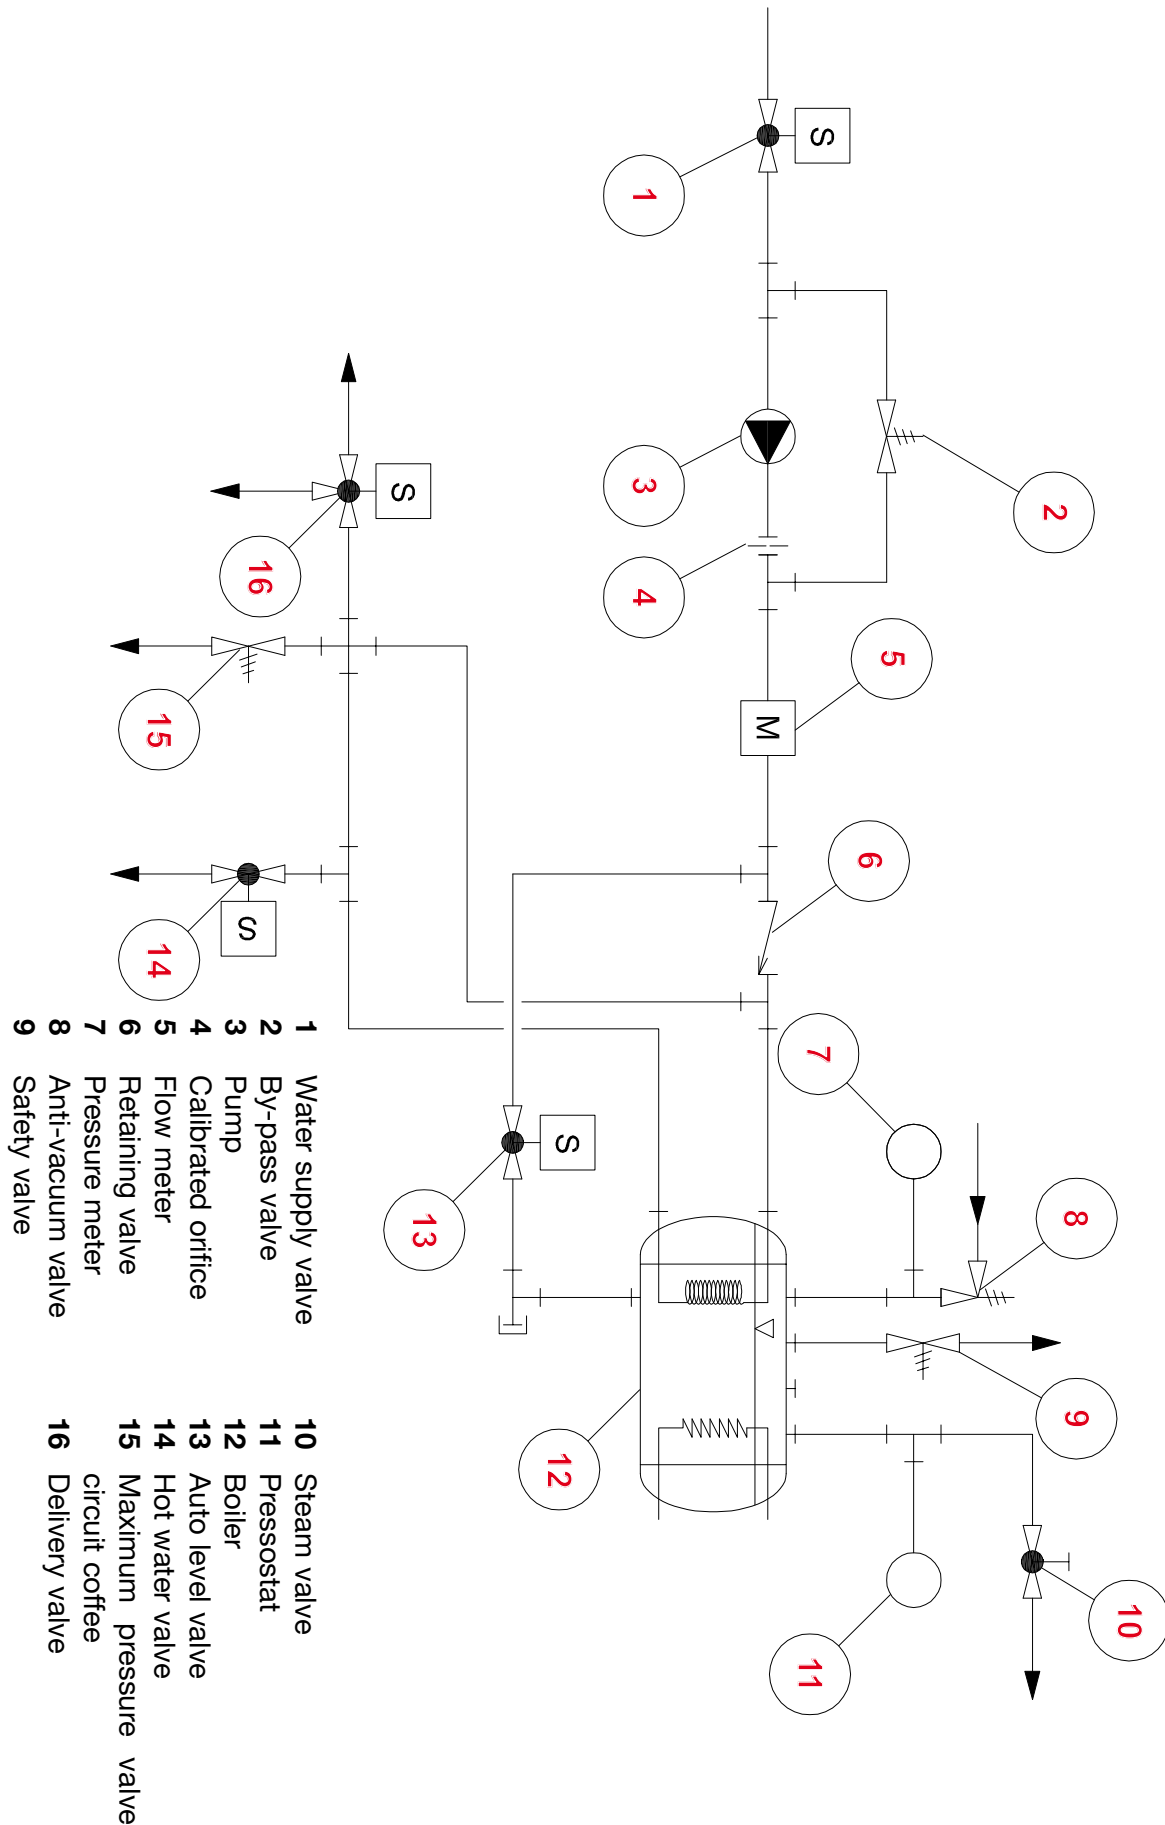 S
1
2
3
4
S
16
15
5
M
6
S
14
7
S
13
8
9
12
10
11
1 Water supply valve
2 By-pass valve
3 Pump
4 Calibrated orifice
5 Flow meter
6 Retaining valve
7 Pressure meter
8 Anti-vacuum valve
9 Safety valve
10 Steam valve
11 Pressostat
12 Boiler
13 Auto level valve
14 Hot water valve
15 Maximum pressure valve
circuit coffee
16 Delivery valve